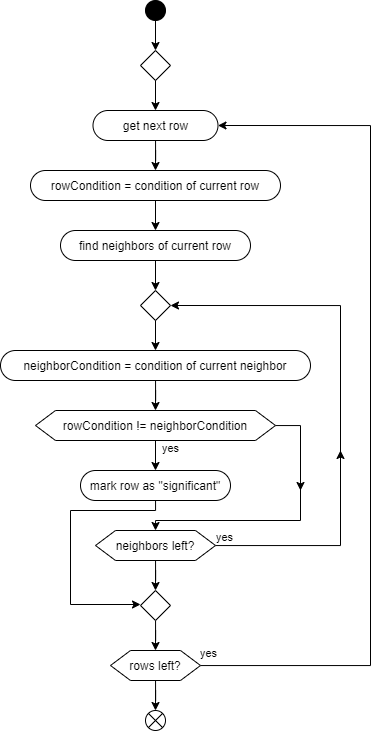 get next row
rowCondition = condition of current row
find neighbors of current row
neighborCondition = condition of current neighbor
rowCondition != neighborCondition
yes
mark row as "significant"
neighbors left?
yes
rows left?
yes